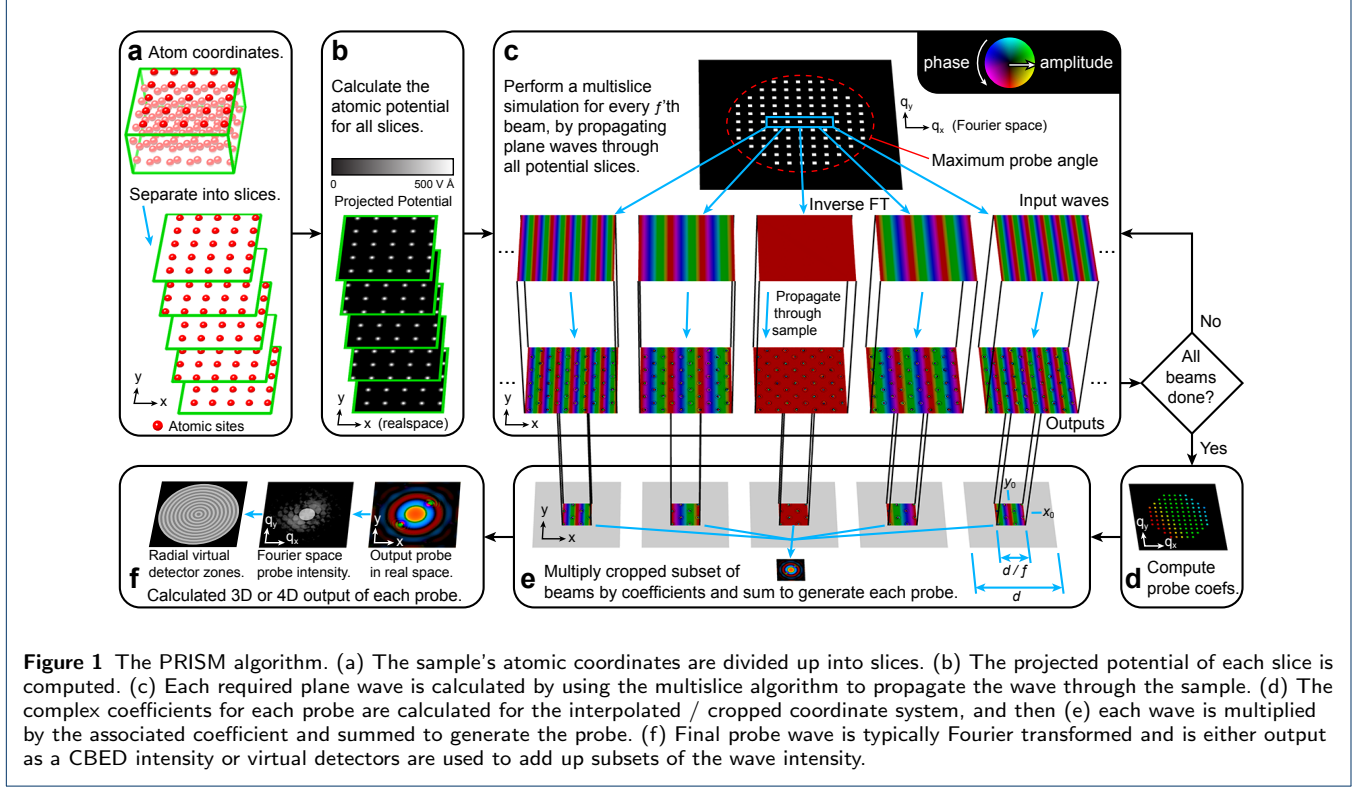 a Atom coordinates.
Separate into slices.
y
x
Atomic sites
b
Calculate the
atomic potential
for all slices.
0 500 V Å
Projected Potential
y
x (realspace)
c
Perform a multislice
simulation for every f'th
beam, by propagating
plane waves through
all potential slices.
phase amplitude
qy
qx (Fourier space)
Maximum probe angle
Inverse FT
Input waves
... ...
Propagate
through
sample
... ...
y
x
Outputs
No
All
beams
done?
Yes
qy
qx
d Compute
probe coefs.
y
x
y0
x0
d / f
d
e Multiply cropped subset of
beams by coefficients and sum to generate each probe.
qy
qx
y
x
Radial virtual
detector zones.
Fourier space
probe intensity.
Output probe
in real space.
f Calculated 3D or 4D output of each probe.
Figure 1 The PRISM algorithm. (a) The sample's atomic coordinates are divided up into slices. (b) The projected potential of each slice is
computed. (c) Each required plane wave is calculated by using the multislice algorithm to propagate the wave through the sample. (d) The
complex coefficients for each probe are calculated for the interpolated / cropped coordinate system, and then (e) each wave is multiplied
by the associated coefficient and summed to generate the probe. (f) Final probe wave is typically Fourier transformed and is either output
as a CBED intensity or virtual detectors are used to add up subsets of the wave intensity.